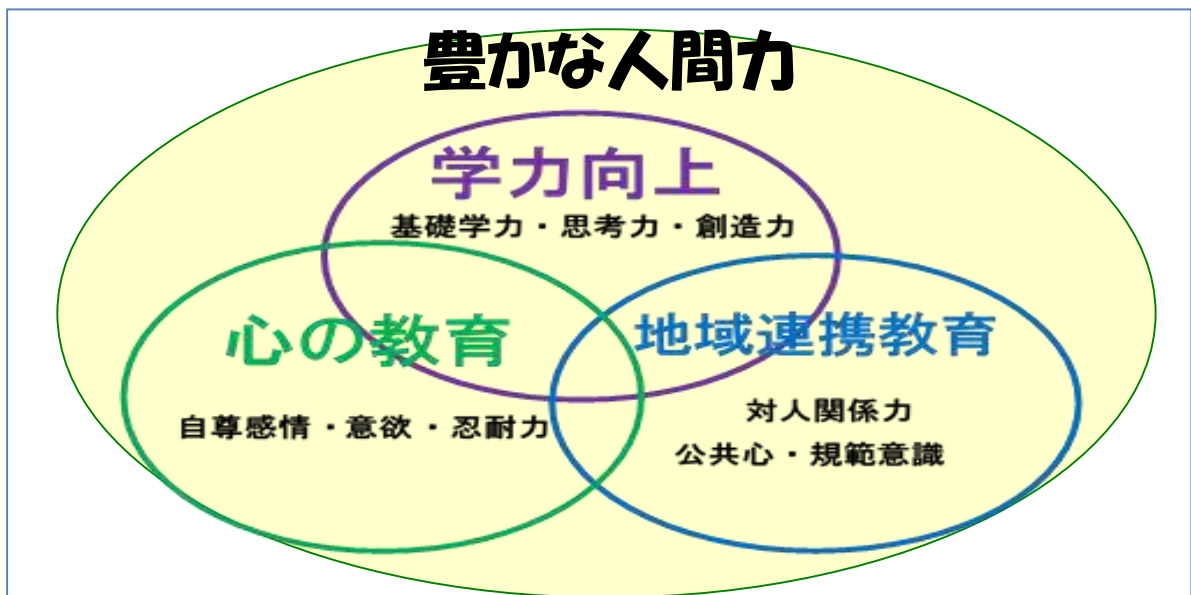 豊かな人間力
学力向上
基礎学力・思考力・創造力
心の教育
自尊感情・意欲・忍耐力
地域連携教育
対人関係力
公共心・規範意識